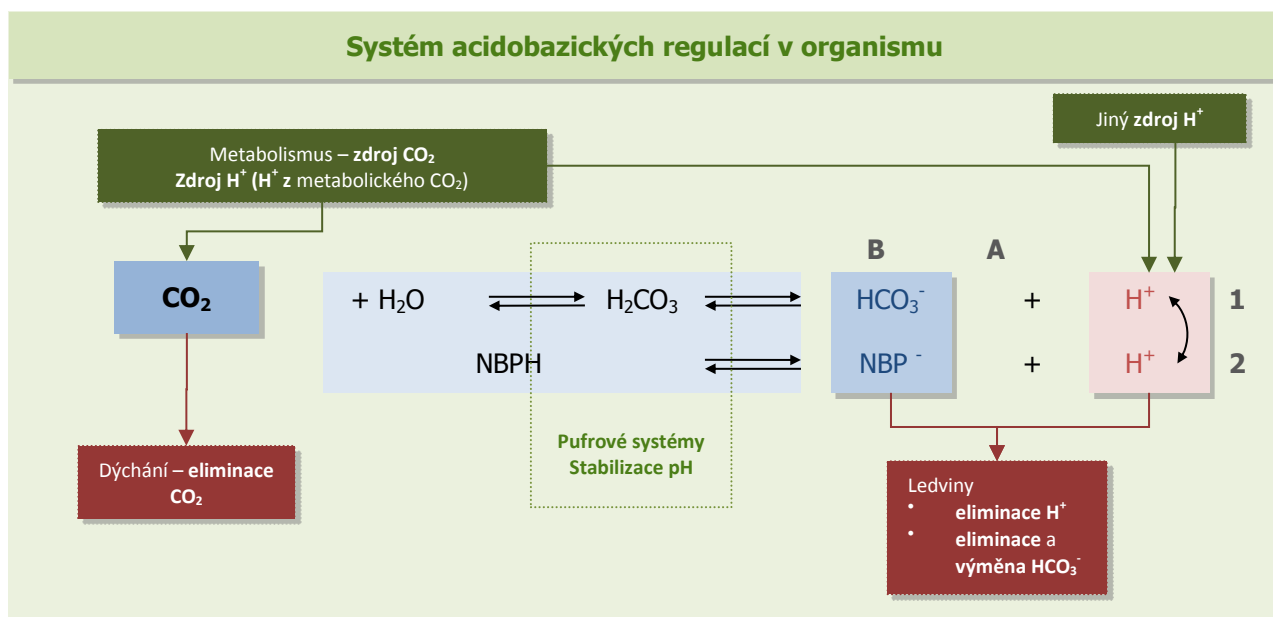 Systém acidobazických regulací v organismu
Jiný zdroj H⁺
Metabolismus – zdroj CO₂
Zdroj H⁺ (H⁺ z metabolického CO₂)
B A
CO₂ + H₂O H₂CO₃ HCO₃⁻ + H⁺ 1
NBPH NBP ⁻ + H⁺ 2
Pufrové systémy
Stabilizace pH
Dýchání – eliminace
CO₂
Ledviny
• eliminace H⁺
• eliminace a
výměna HCO₃⁻